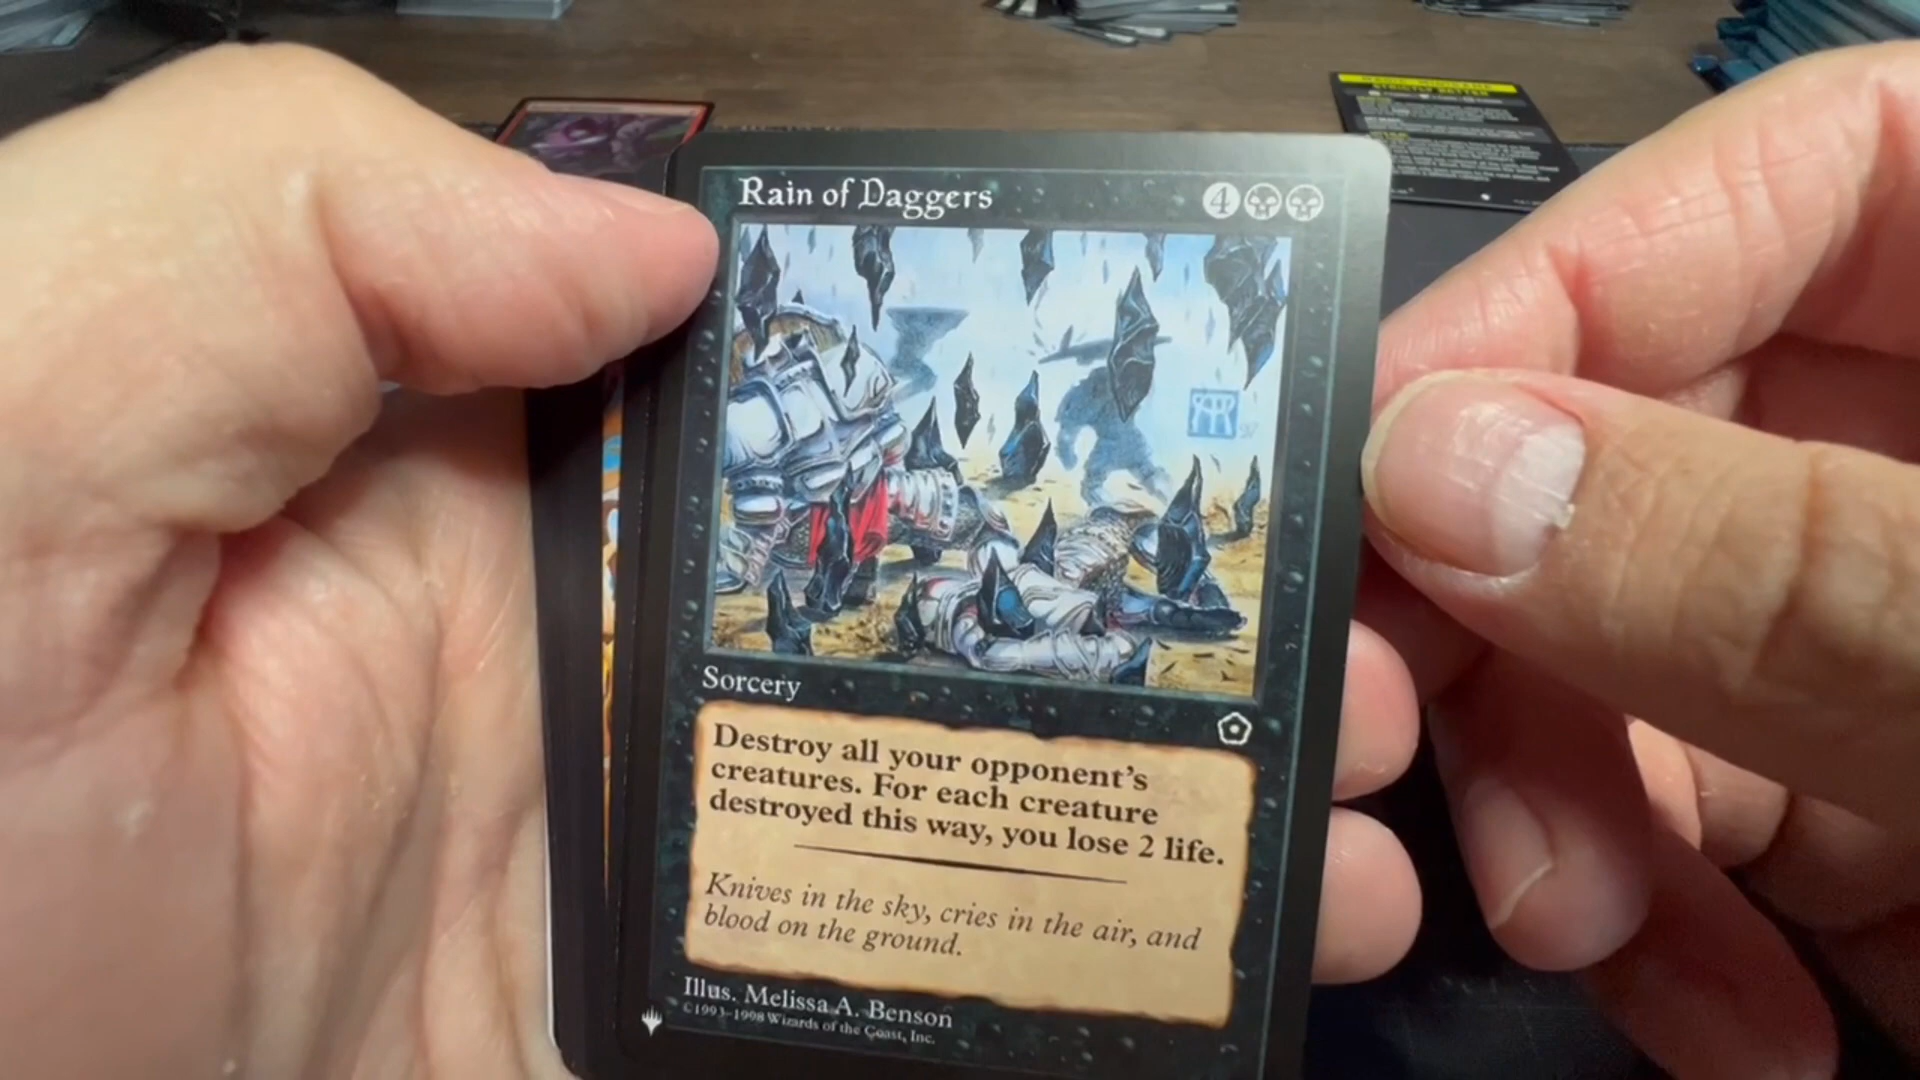 Rain of Daggers
4
Sorcery
Destroy all your opponent's
creatures. For each creature
destroyed this way, you lose 2 life.
Knives in the sky, cries in the air, and
blood on the ground.
Illus. Melissa A. Benson
©1993–1998 Wizards of the Coast, Inc.
STRICTLY BETTER